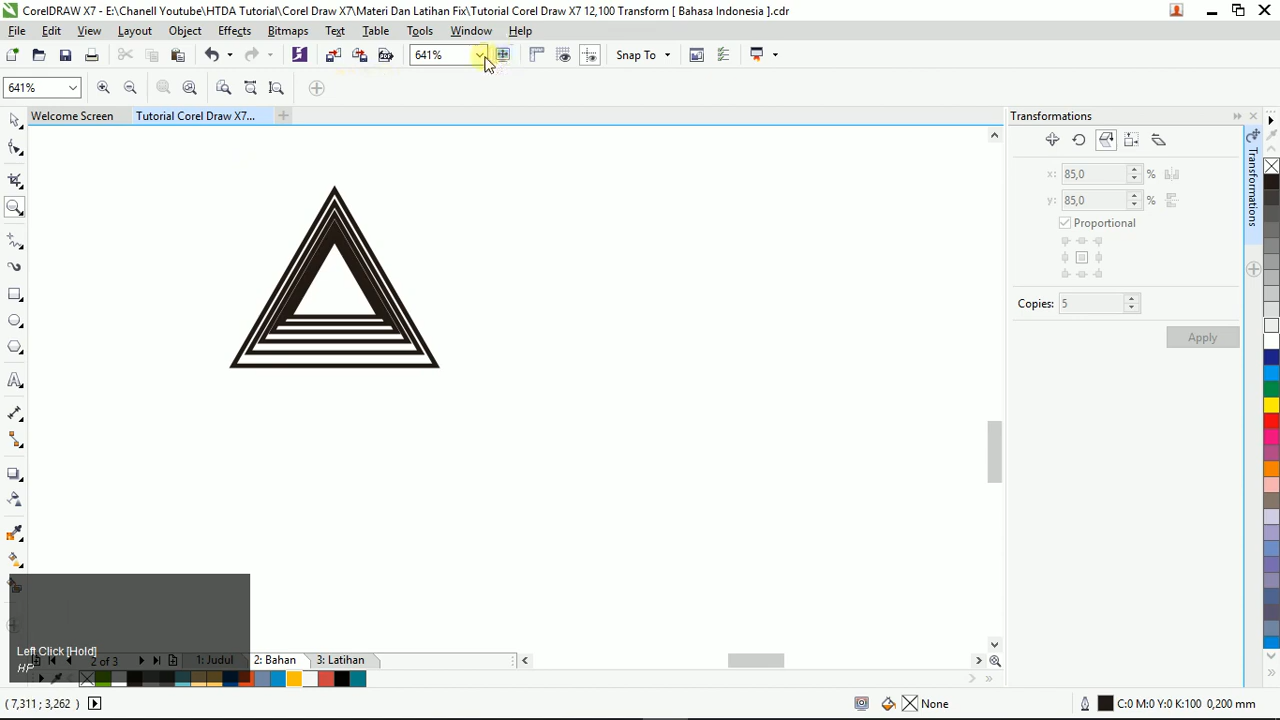 CorelDRAW X7 - E:\Chanell Youtube\HTDA Tutorial\Corel Draw X7\Materi Dan Latihan Fix\Tutorial Corel Draw X7 12,100 Transform [ Bahasa Indonesia ].cdr
File Edit View Layout Object Effects Bitmaps Text Table Tools Window Help
641% Snap To
641%
Welcome Screen Tutorial Corel Draw X7... Transformations
x: 85,0 %
y: 85,0 %
Proportional
Transformations
Copies: 5
Apply
Left Click [Hold]
HP
2 of 3 1: Judul 2: Bahan 3: Latihan
( 7,311 ; 3,262 ) None C:0 M:0 Y:0 K:100 0,200 mm